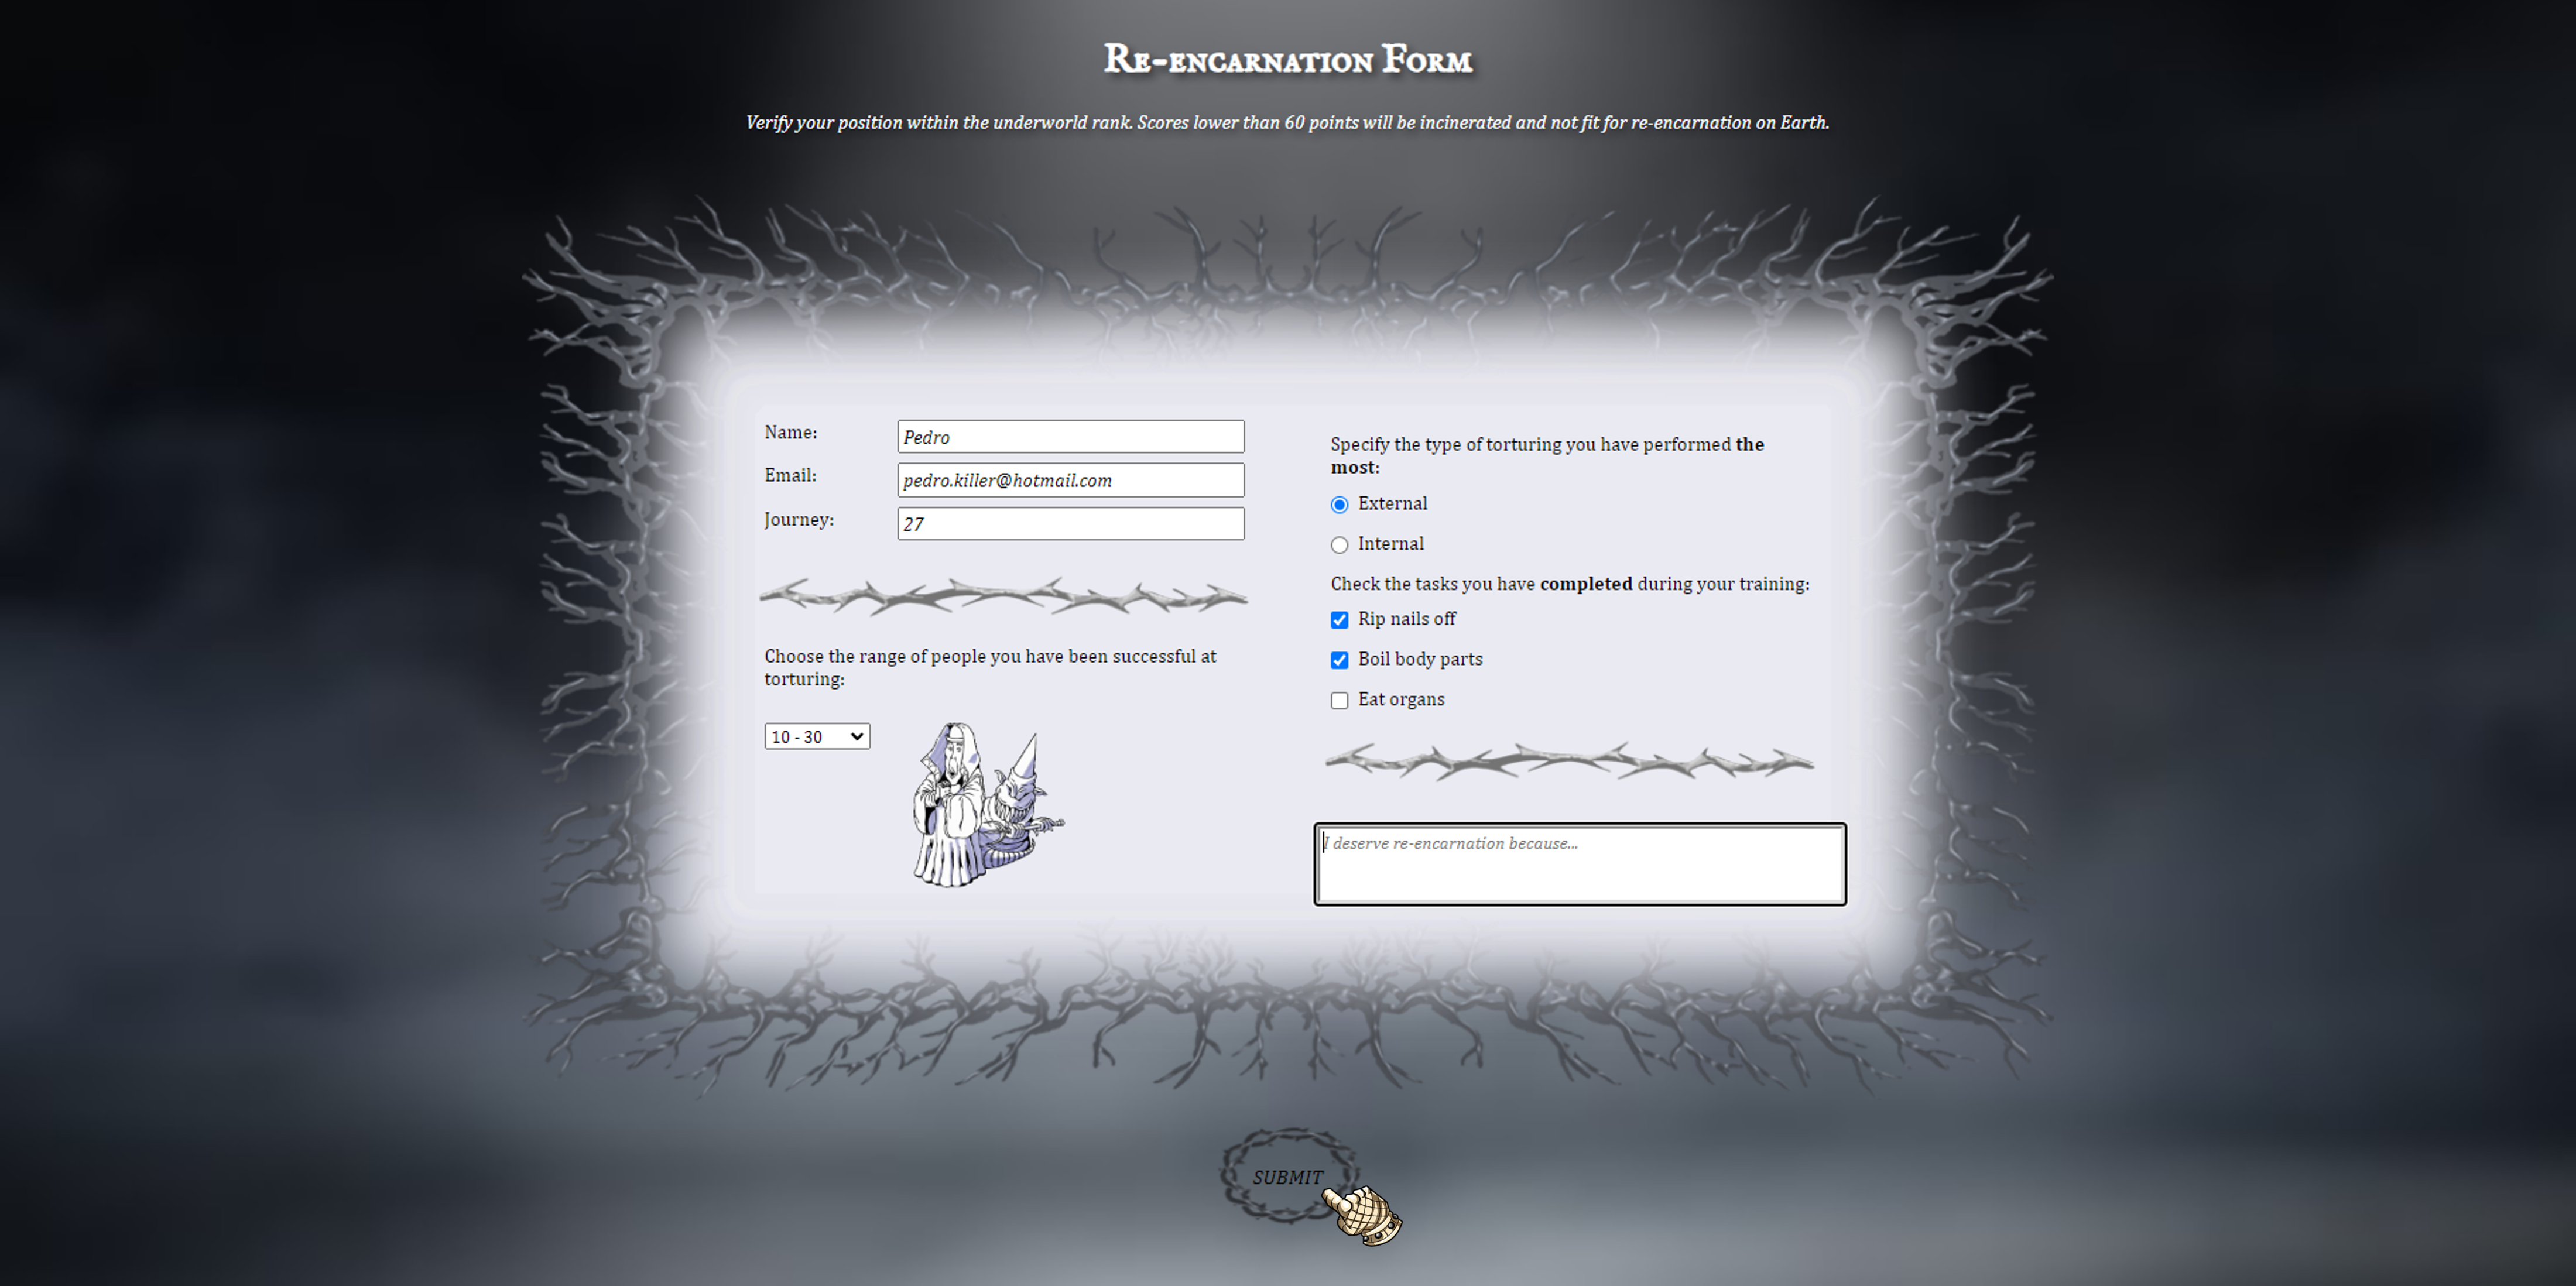 Re-encarnation Form
Verify your position within the underworld rank. Scores lower than 60 points will be incinerated and not fit for re-encarnation on Earth.
Name:
Pedro
Email:
pedro.killer@hotmail.com
Journey:
27
Choose the range of people you have been successful at
torturing:
10 - 30
Specify the type of torturing you have performed the
most:
External
Internal
Check the tasks you have completed during your training:
Rip nails off
Boil body parts
Eat organs
I deserve re-encarnation because...
SUBMIT